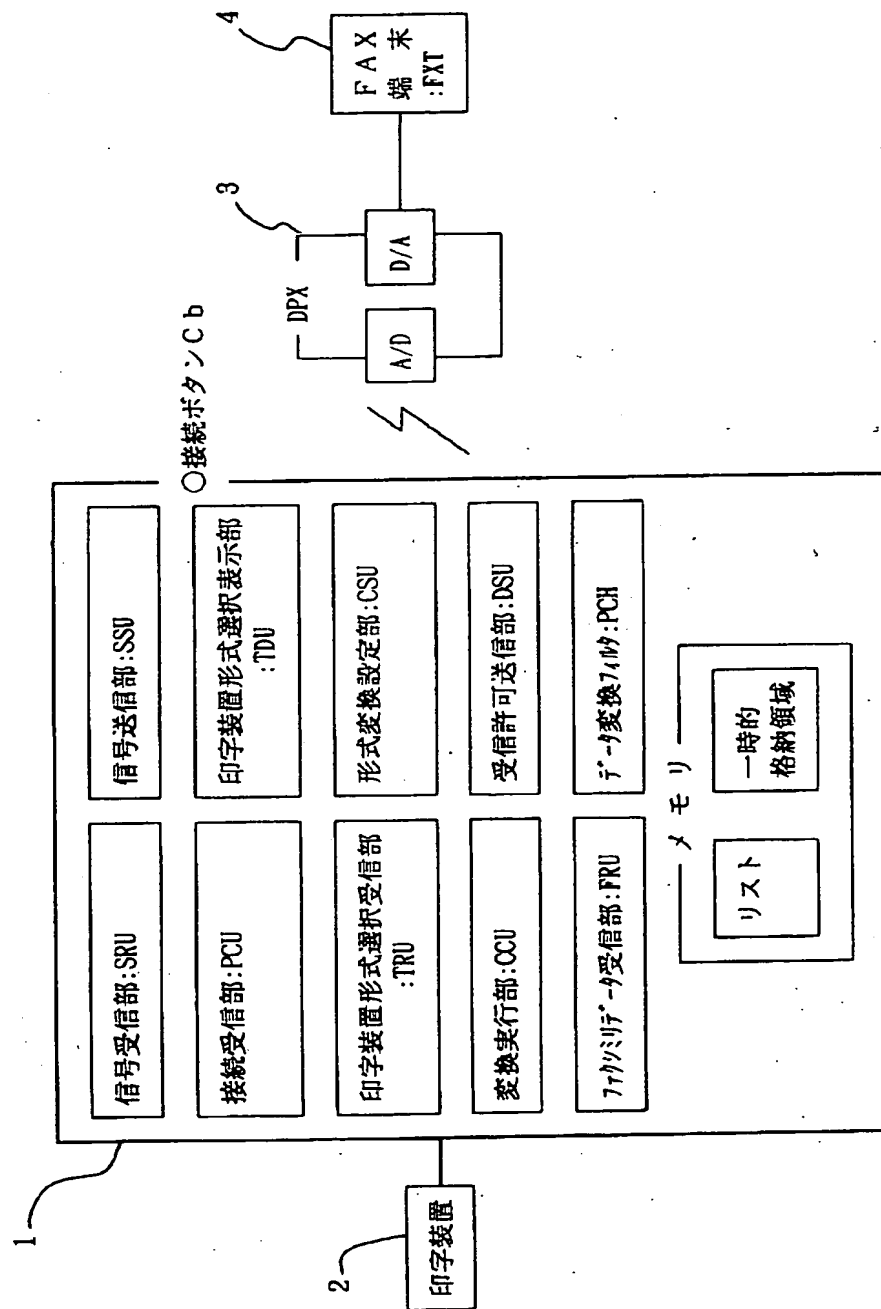 1
信号受信部:SRU
信号送信部:SSU
接続受信部:PCU
印字装置形式選択表示部
:TDU
○接続ボタンCb
印字装置形式選択受信部
:TRU
形式変換設定部:CSU
変換実行部:CCU
受信許可送信部:DSU
ファクシミリデータ受信部:FRU
データ変換フィルタ:PCH
メモリ
リスト
一時的
格納領域
2
印字装置
3
DPX
A/D
D/A
4
FAX
端末
:FXT